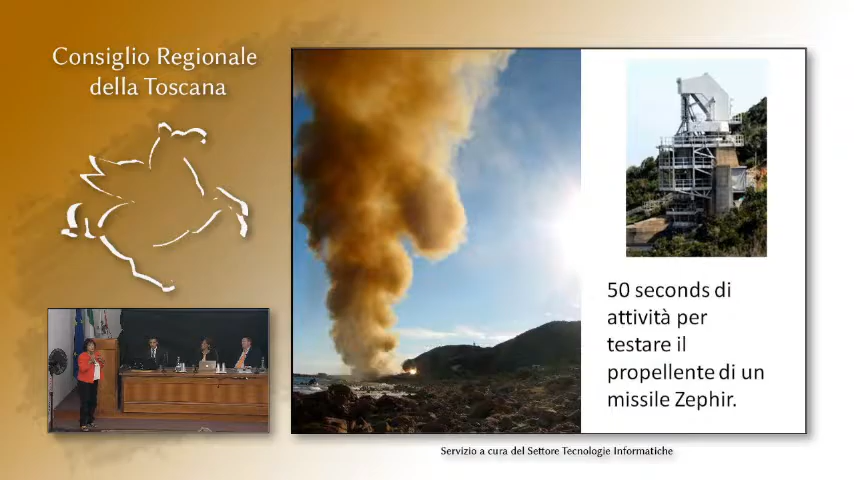 Consiglio Regionale
della Toscana
50 seconds di
attività per
testare il
propellente di un
missile Zephir.
Servizio a cura del Settore Tecnologie Informatiche